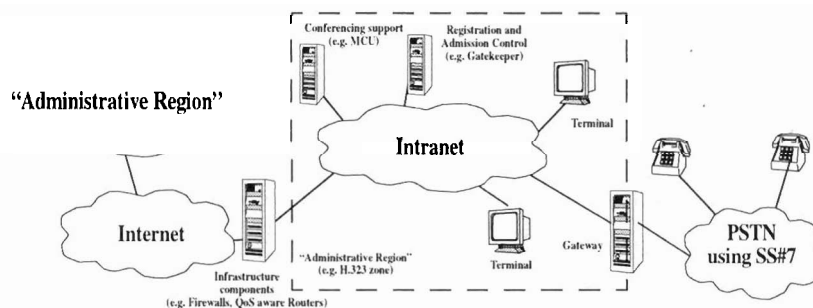 Conferencing support
(e.g. MCU)
Registration and
Admission Control
(e.g. Gatekeeper)
“Administrative Region”
Terminal
Intranet
Internet
PSTN
using SS#7
Gateway
“Administrative Region”
(e.g. H.323 zone)
Terminal
Infrastructure
components
(e.g. Firewalls, QoS aware Routers)